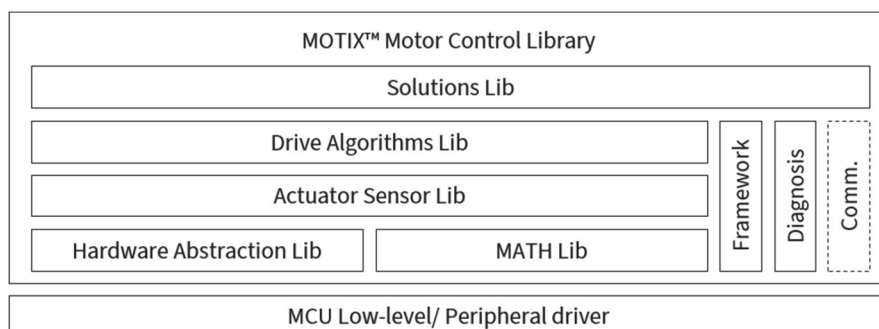 MOTIX™ Motor Control Library
Solutions Lib
Drive Algorithms Lib
Actuator Sensor Lib
Hardware Abstraction Lib
MATH Lib
Framework
Diagnosis
Comm.
MCU Low-level/ Peripheral driver